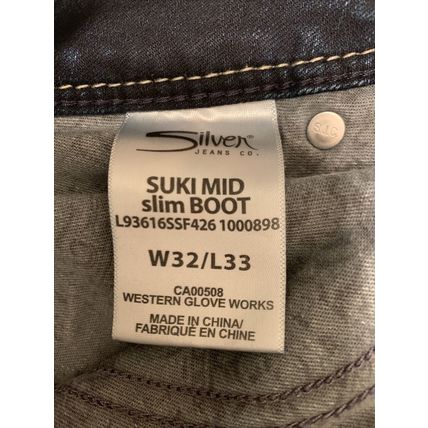 Silver®
JEANS CO.
S.J.C
SUKI MID
slim BOOT
L93616SSF426 1000898
W32/L33
CA00508
WESTERN GLOVE WORKS
MADE IN CHINA/
FABRIQUÉ EN CHINE